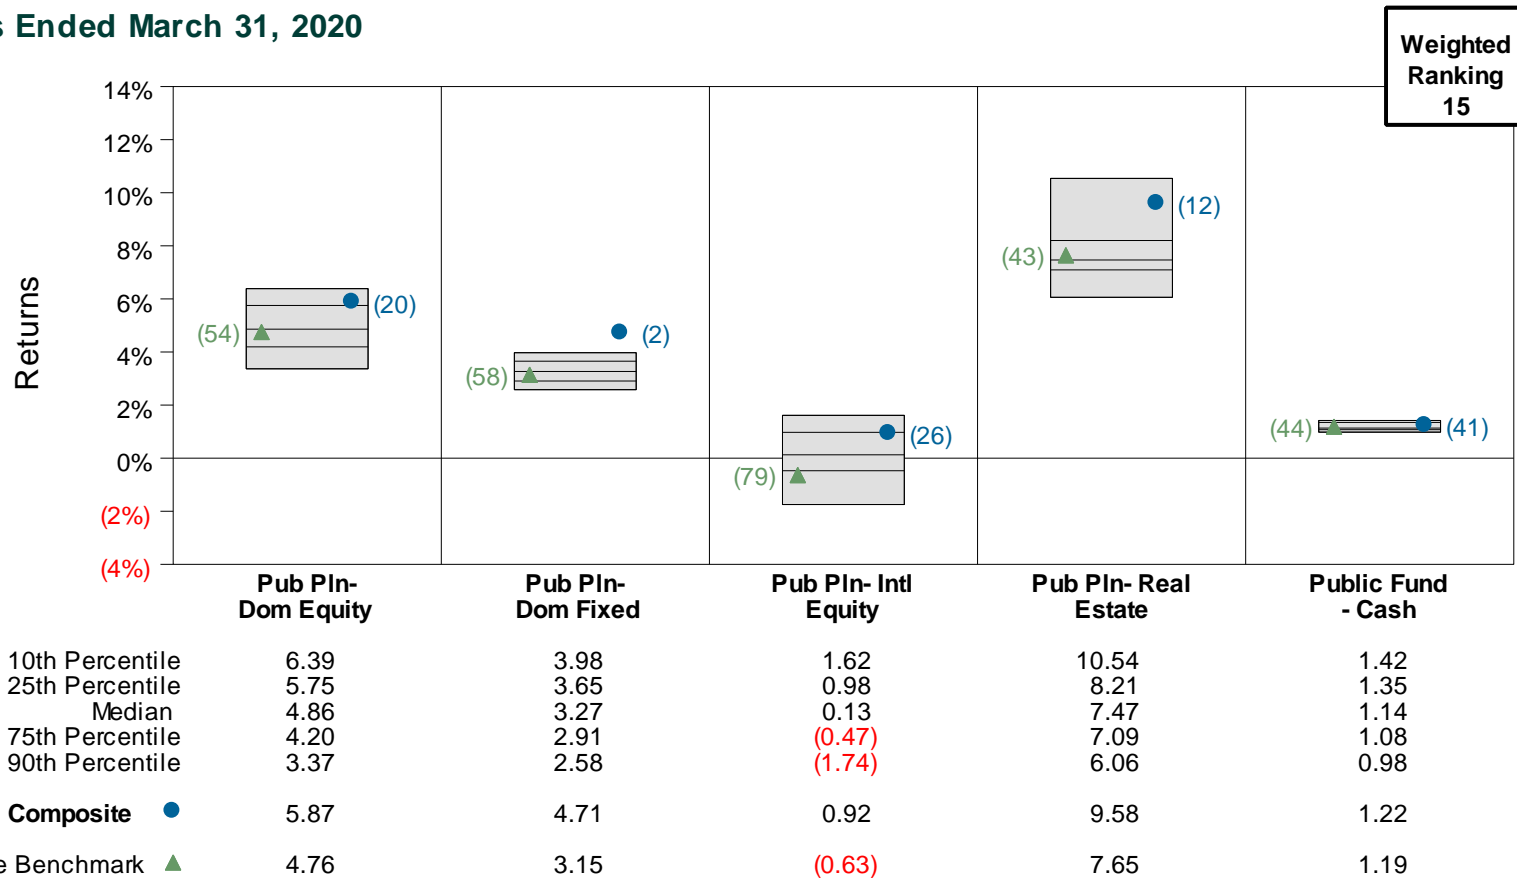 Ended March 31, 2020
Weighted
Ranking
15
14%
12%
10%
8%
6%
4%
2%
0%
(2%)
(4%)
Returns
(54)
(20)
(58)
(2)
(79)
(26)
(43)
(12)
(44)
(41)
Pub Pln- Dom Equity
Pub Pln- Dom Fixed
Pub Pln- Intl Equity
Pub Pln- Real Estate
Public Fund - Cash
10th Percentile 6.39 3.98 1.62 10.54 1.42
25th Percentile 5.75 3.65 0.98 8.21 1.35
Median 4.86 3.27 0.13 7.47 1.14
75th Percentile 4.20 2.91 (0.47) 7.09 1.08
90th Percentile 3.37 2.58 (1.74) 6.06 0.98
Composite 5.87 4.71 0.92 9.58 1.22
Benchmark 4.76 3.15 (0.63) 7.65 1.19